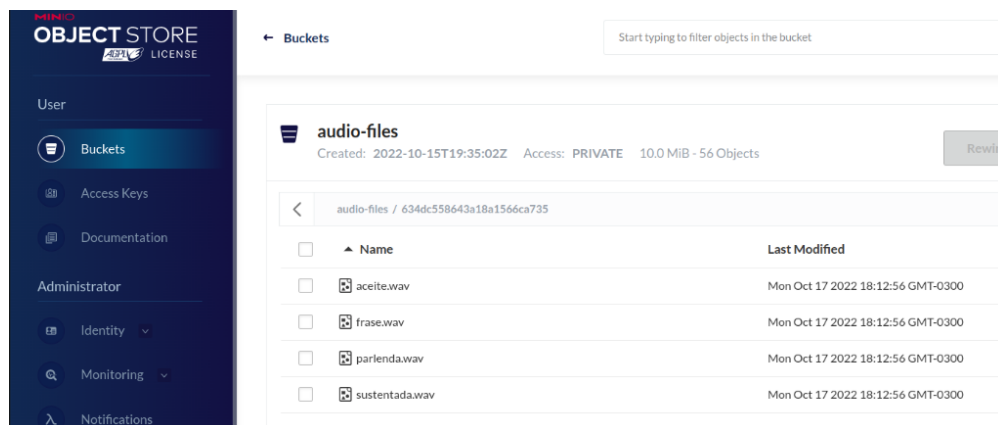 MINIO
OBJECT STORE
AGPLV3 LICENSE
User
Buckets
Access Keys
Documentation
Administrator
Identity
Monitoring
Notifications
← Buckets
Start typing to filter objects in the bucket
audio-files
Created: 2022-10-15T19:35:02Z Access: PRIVATE 10.0 MiB - 56 Objects
audio-files / 634dc558643a18a1566ca735
Name Last Modified
aceite.wav Mon Oct 17 2022 18:12:56 GMT-0300
frase.wav Mon Oct 17 2022 18:12:56 GMT-0300
parlenda.wav Mon Oct 17 2022 18:12:56 GMT-0300
sustentada.wav Mon Oct 17 2022 18:12:56 GMT-0300